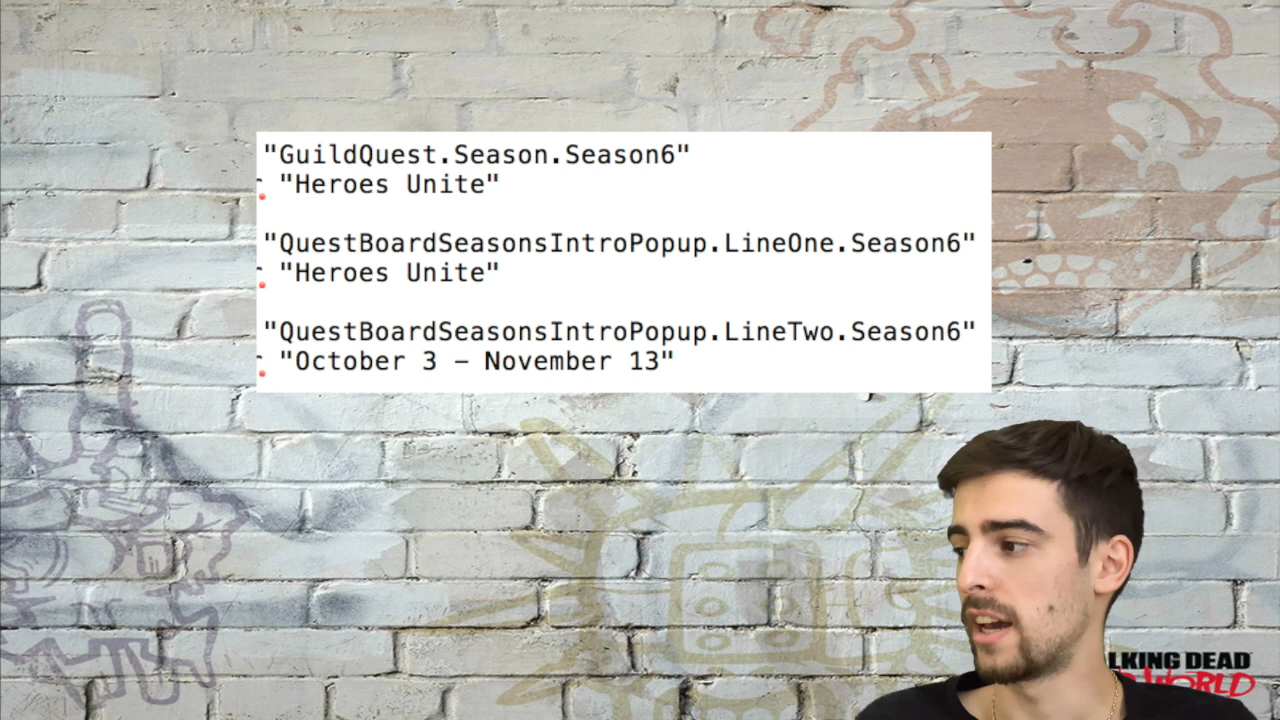 "GuildQuest.Season.Season6"
"Heroes Unite"
"QuestBoardSeasonsIntroPopup.LineOne.Season6"
"Heroes Unite"
"QuestBoardSeasonsIntroPopup.LineTwo.Season6"
"October 3 – November 13"
LKING DEAD
WORLD